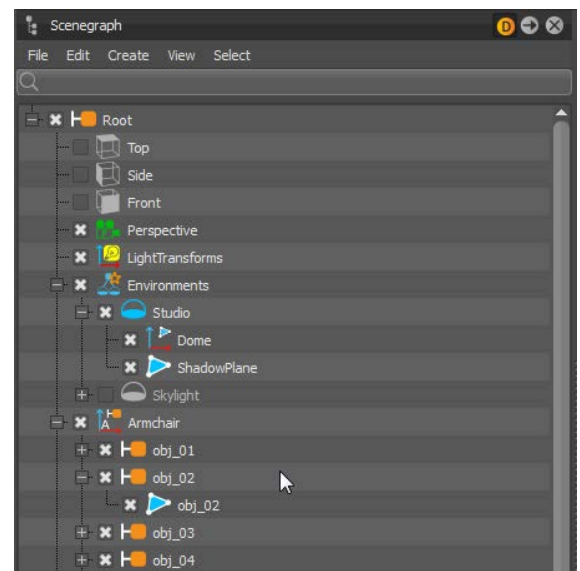 Scenegraph D
File Edit Create View Select
Root
Top
Side
Front
Perspective
LightTransforms
Environments
Studio
Dome
ShadowPlane
Skylight
A Armchair
obj_01
obj_02
obj_02
obj_03
obj_04